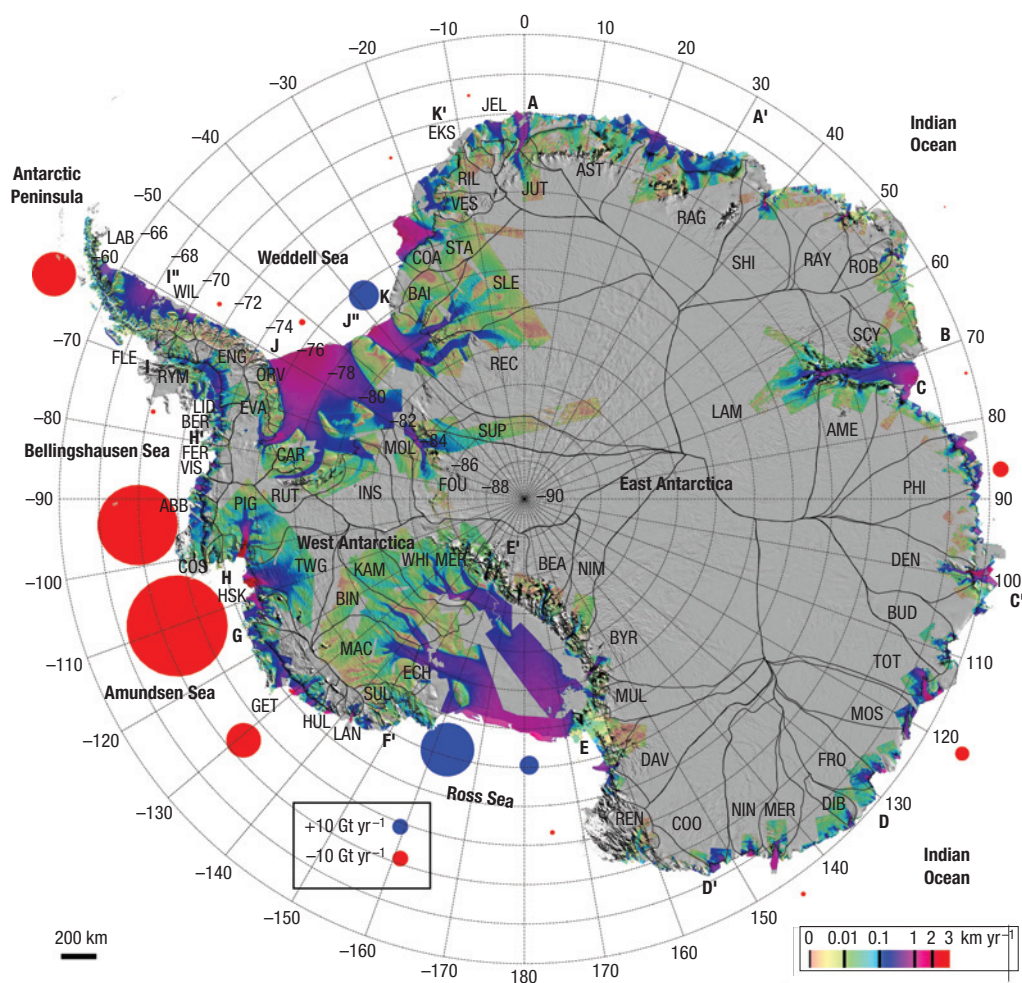 0
−10
10
−20
20
−30
30
K'
JEL
A
A'
−40
EKS
40
Indian
Ocean
Antarctic
Peninsula
−50
RIL
JUT
AST
50
VES
RAG
LAB
−66
−60
−68
Weddell Sea
COA
STA
SHI
RAY
ROB
60
I"
WIL
−70
−72
K
BAI
SLE
−74
J"
SCY
70
B
−70
FLE
I
RYM
ENG
J
−76
−78
ORV
REC
C
LID
EVA
−80
LAM
80
−80
BER
H'
−82
AME
Bellingshausen Sea
FER
VIS
CAR
MOL
−84
SUP
−86
PHI
−90
ABB
PIG
RUT
INS
FOU
−88
−90
East Antarctica
90
COS
West Antarctica
E'
DEN
−100
H
TWG
KAM
WHI
MER
BEA
NIM
100
C'
HSK
BIN
BUD
G
MAC
BYR
TOT
110
−110
ECH
MUL
Amundsen Sea
GET
SUL
MOS
−120
HUL
LAN
F'
E
DAV
120
FRO
Ross Sea
DIB
130
−130
REN
COO
NIN
MER
D
+10 Gt yr⁻¹
−10 Gt yr⁻¹
−140
D'
140
Indian
Ocean
−150
150
200 km
−160
160
0 0.01 0.1 1 2 3 km yr⁻¹
−170
180
170